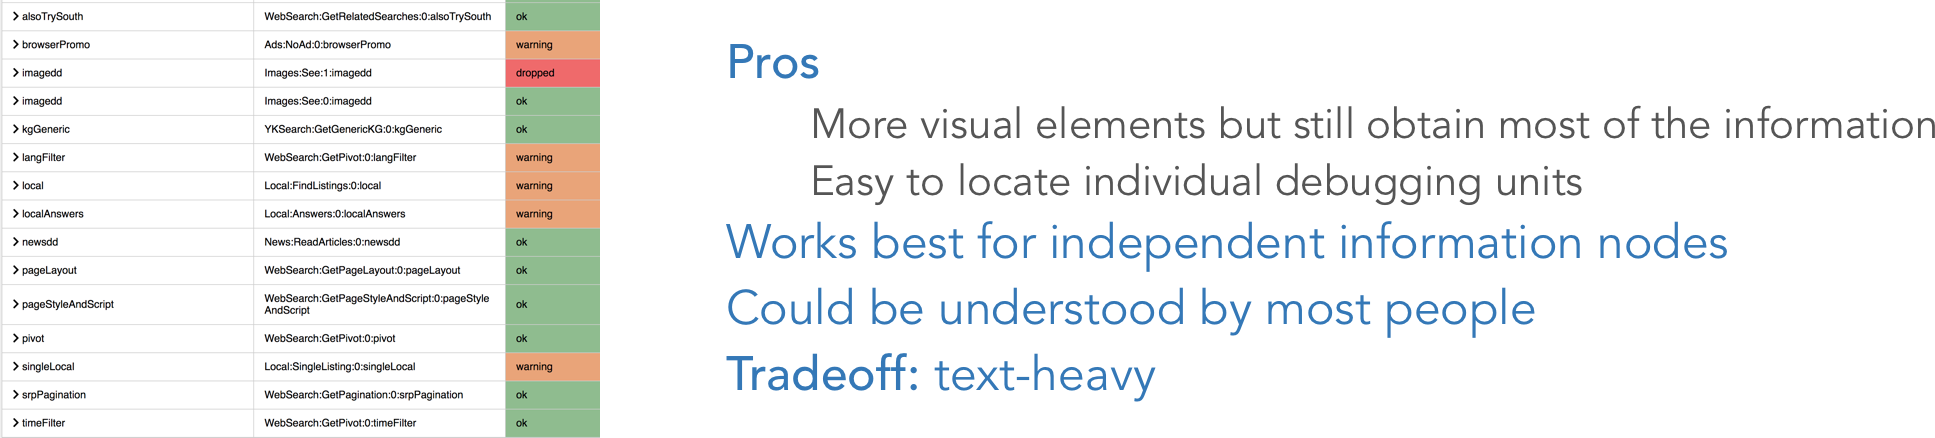 alsoTrySouth WebSearch:GetRelatedSearches:0:alsoTrySouth ok
browserPromo Ads:NoAd:0:browserPromo warning
imagedd Images:See:1:imagedd dropped
imagedd Images:See:0:imagedd ok
kgGeneric YKSearch:GetGenericKG:0:kgGeneric ok
langFilter WebSearch:GetPivot:0:langFilter warning
local Local:FindListings:0:local warning
localAnswers Local:Answers:0:localAnswers warning
newsdd News:ReadArticles:0:newsdd ok
pageLayout WebSearch:GetPageLayout:0:pageLayout ok
pageStyleAndScript WebSearch:GetPageStyleAndScript:0:pageStyle
AndScript ok
pivot WebSearch:GetPivot:0:pivot ok
singleLocal Local:SingleListing:0:singleLocal warning
srpPagination WebSearch:GetPagination:0:srpPagination ok
timeFilter WebSearch:GetPivot:0:timeFilter ok
Pros
More visual elements but still obtain most of the information
Easy to locate individual debugging units
Works best for independent information nodes
Could be understood by most people
Tradeoff: text-heavy